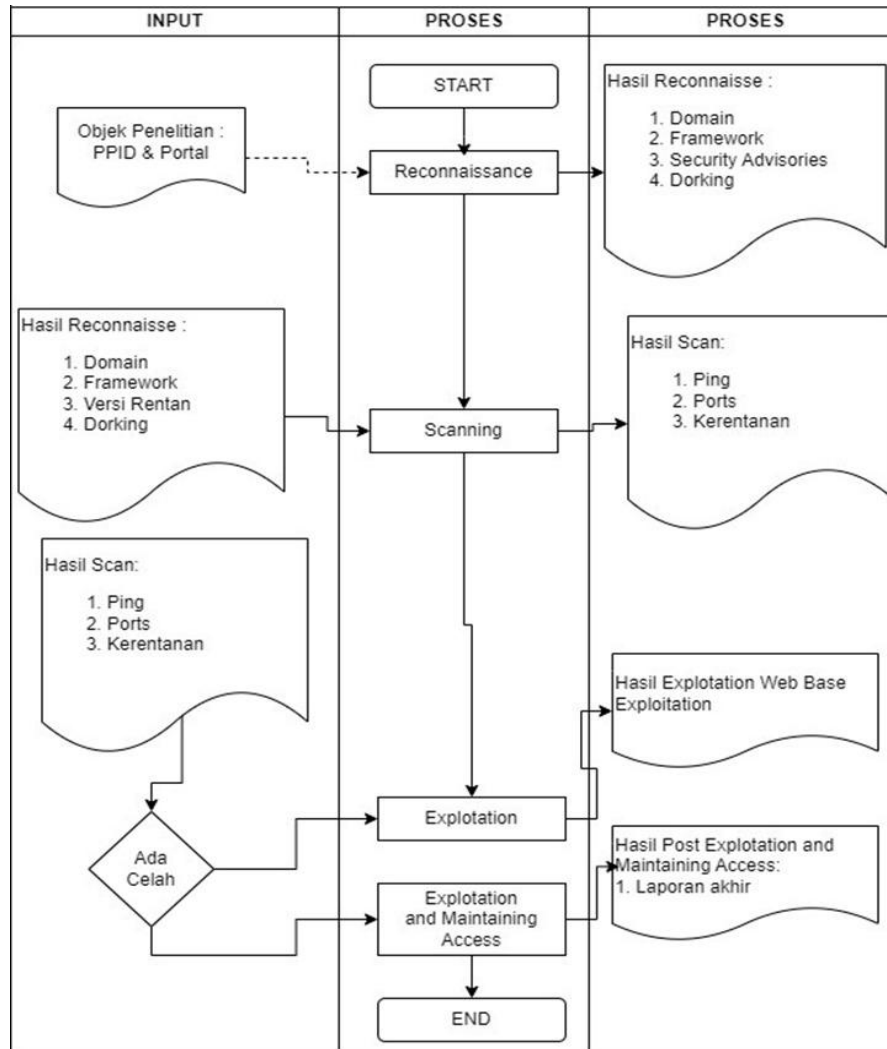 INPUT
PROSES
PROSES
START
Objek Penelitian :
PPID & Portal
Reconnaissance
Hasil Reconnaisse :
1. Domain
2. Framework
3. Security Advisories
4. Dorking
Hasil Reconnaisse :
1. Domain
2. Framework
3. Versi Rentan
4. Dorking
Scanning
Hasil Scan:
1. Ping
2. Ports
3. Kerentanan
Hasil Scan:
1. Ping
2. Ports
3. Kerentanan
Ada
Celah
Explotation
Hasil Explotation Web Base
Exploitation
Explotation
and Maintaining
Access
Hasil Post Explotation and
Maintaining Access:
1. Laporan akhir
END